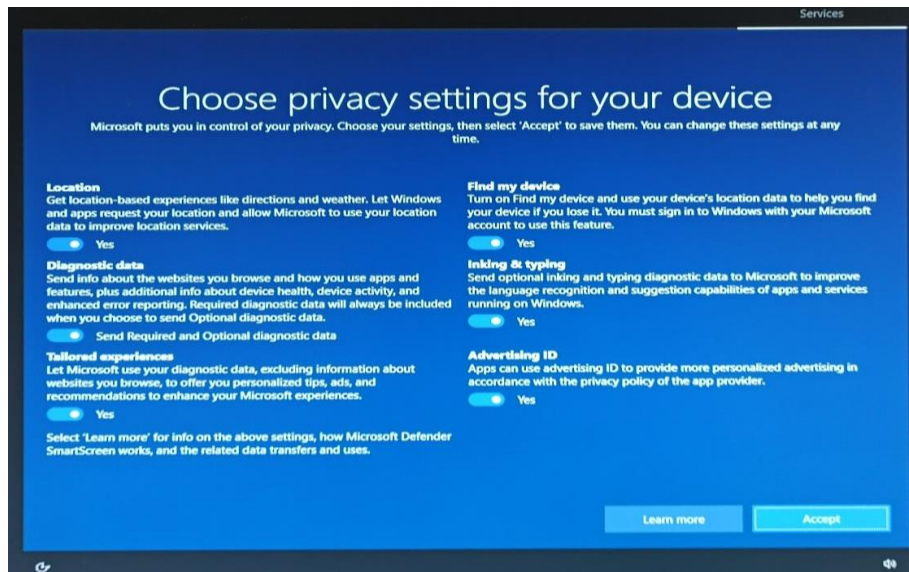 Services
Choose privacy settings for your device
Microsoft puts you in control of your privacy. Choose your settings, then select 'Accept' to save them. You can change these settings at any
time.
Location
Get location-based experiences like directions and weather. Let Windows
and apps request your location and allow Microsoft to use your location
data to improve location services.
Yes
Diagnostic data
Send info about the websites you browse and how you use apps and
features, plus additional info about device health, device activity, and
enhanced error reporting. Required diagnostic data will always be included
when you choose to send Optional diagnostic data.
Send Required and Optional diagnostic data
Tailored experiences
Let Microsoft use your diagnostic data, excluding information about
websites you browse, to offer you personalized tips, ads, and
recommendations to enhance your Microsoft experiences.
Yes
Select 'Learn more' for info on the above settings, how Microsoft Defender
SmartScreen works, and the related data transfers and uses.
Find my device
Turn on Find my device and use your device's location data to help you find
your device if you lose it. You must sign in to Windows with your Microsoft
account to use this feature.
Yes
Inking & typing
Send optional inking and typing diagnostic data to Microsoft to improve
the language recognition and suggestion capabilities of apps and services
running on Windows.
Yes
Advertising ID
Apps can use advertising ID to provide more personalized advertising in
accordance with the privacy policy of the app provider.
Yes
Learn more
Accept